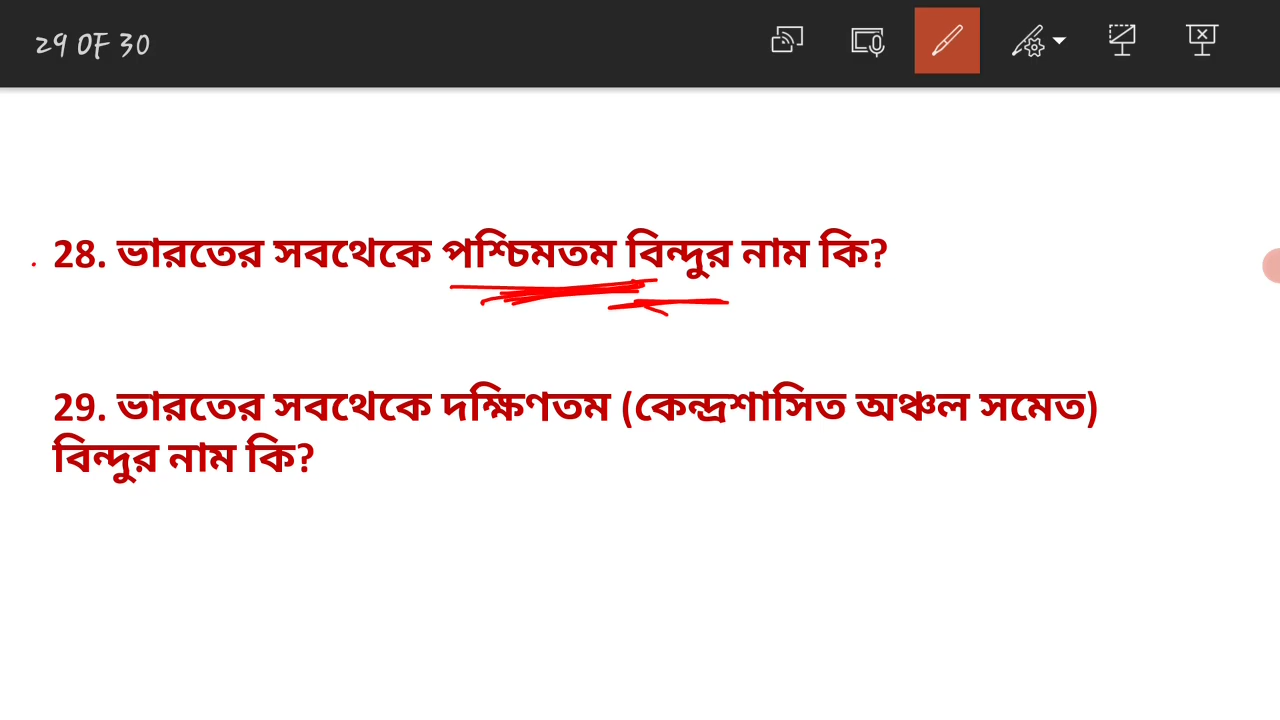 29 OF 30
28. ভারতের সবথেকে পশ্চিমতম বিন্দুর নাম কি?
29. ভারতের সবথেকে দক্ষিণতম (কেন্দ্রশাসিত অঞ্চল সমেত)
বিন্দুর নাম কি?